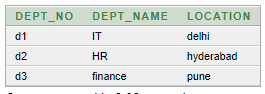 DEPT_NO DEPT_NAME LOCATION
d1 IT delhi
d2 HR hyderabad
d3 finance pune